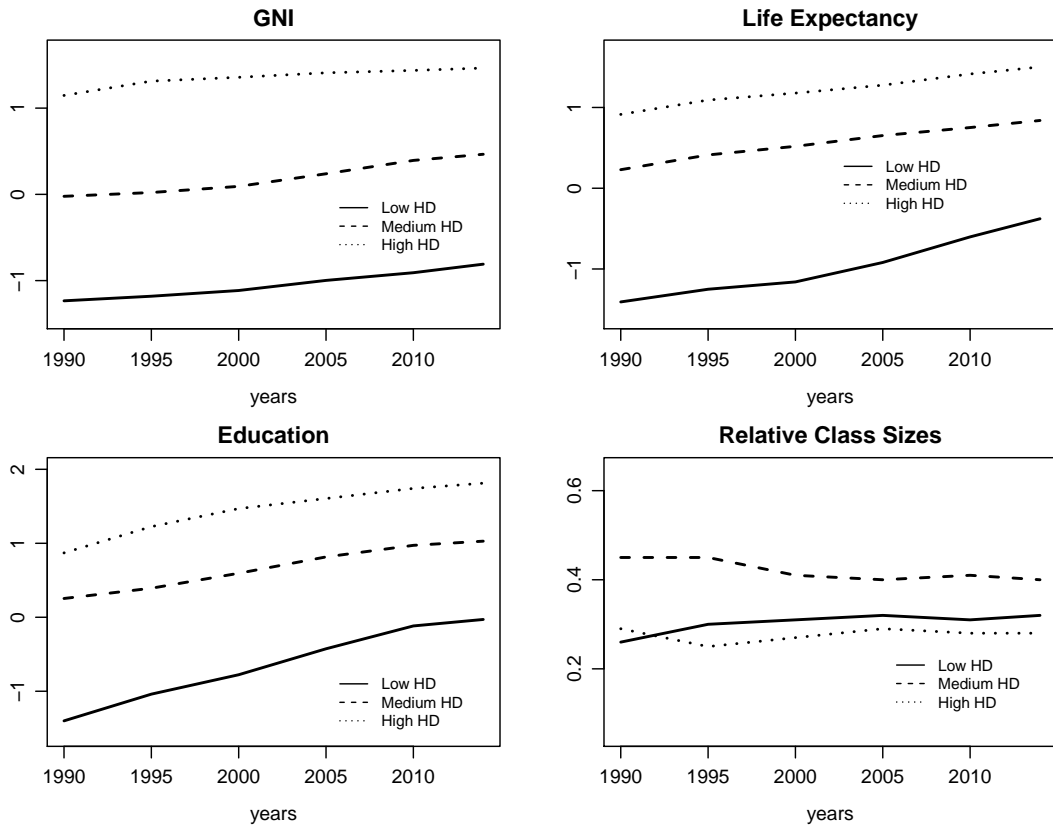 GNI
1
0
−1
Low HD
Medium HD
High HD
1990 1995 2000 2005 2010
years
Life Expectancy
1
0
−1
Low HD
Medium HD
High HD
1990 1995 2000 2005 2010
years
Education
2
1
0
−1
Low HD
Medium HD
High HD
1990 1995 2000 2005 2010
years
Relative Class Sizes
0.6
0.4
0.2
Low HD
Medium HD
High HD
1990 1995 2000 2005 2010
years